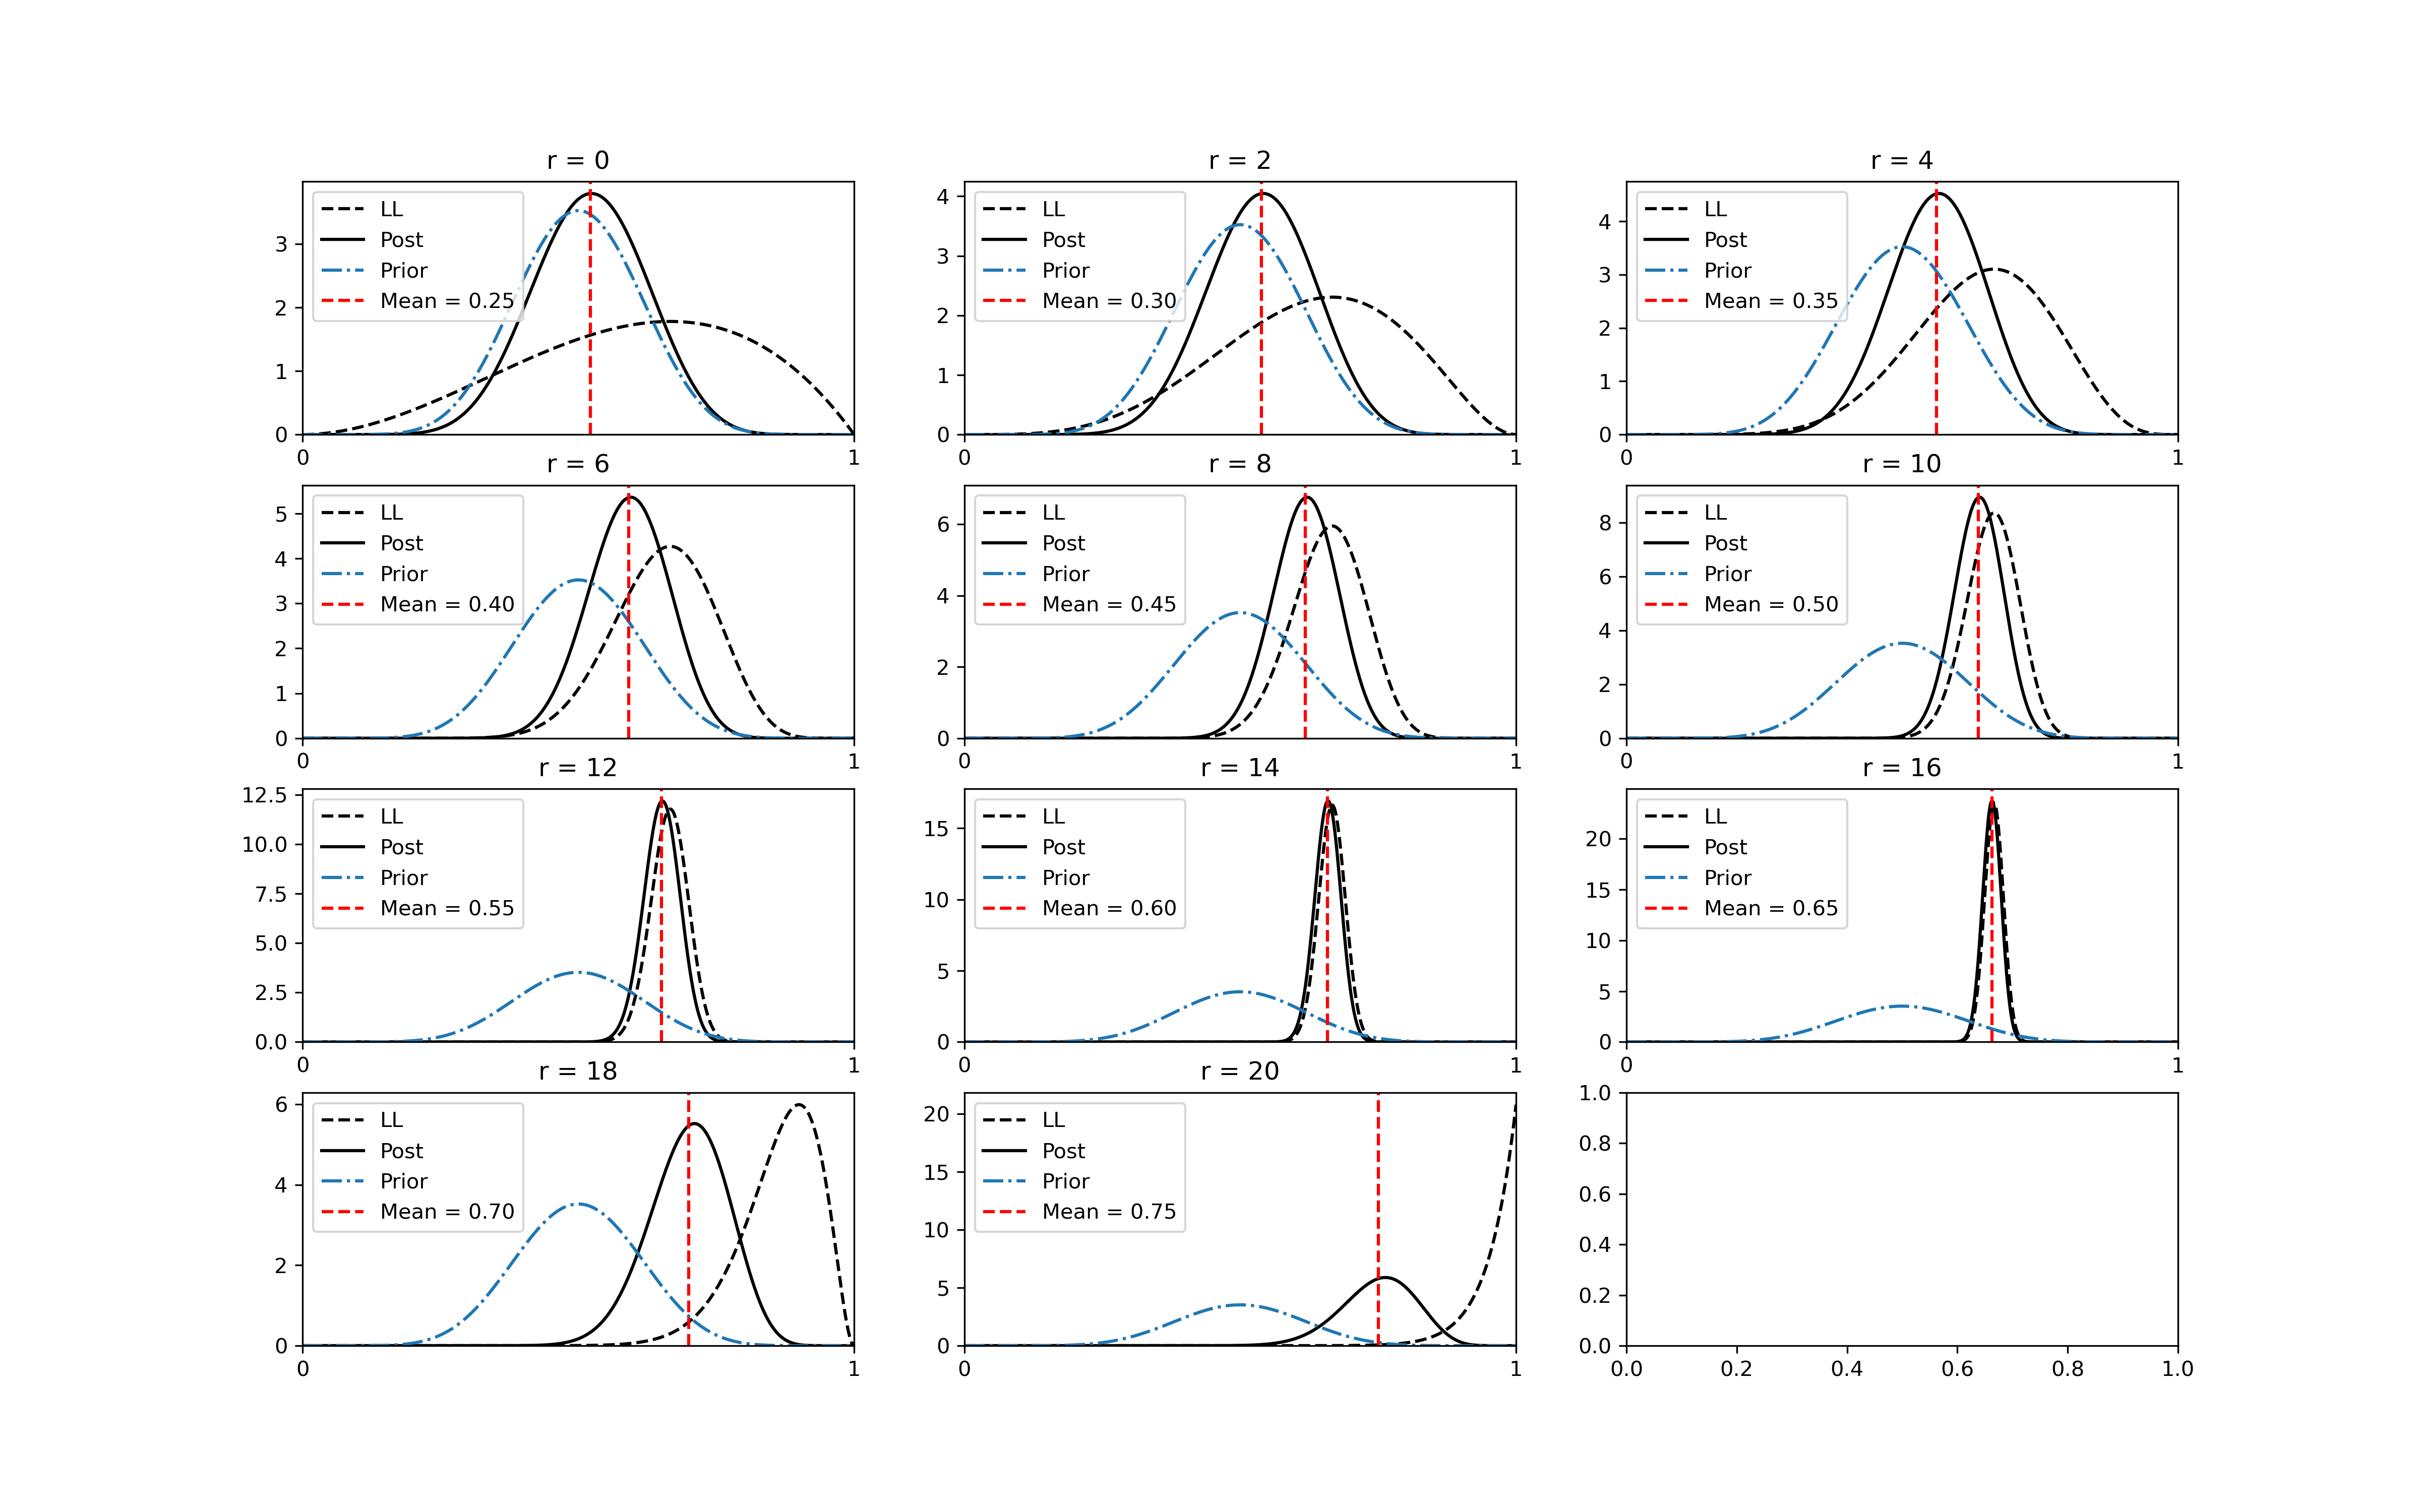 r = 0
LL
Post
Prior
Mean = 0.25
3
2
1
0
0 1
r = 2
LL
Post
Prior
Mean = 0.30
4
3
2
1
0
0 1
r = 4
LL
Post
Prior
Mean = 0.35
4
3
2
1
0
0 1
r = 6
LL
Post
Prior
Mean = 0.40
5
4
3
2
1
0
0 1
r = 8
LL
Post
Prior
Mean = 0.45
6
4
2
0
0 1
r = 10
LL
Post
Prior
Mean = 0.50
8
6
4
2
0
0 1
r = 12
LL
Post
Prior
Mean = 0.55
12.5
10.0
7.5
5.0
2.5
0.0
0 1
r = 14
LL
Post
Prior
Mean = 0.60
15
10
5
0
0 1
r = 16
LL
Post
Prior
Mean = 0.65
20
15
10
5
0
0 1
r = 18
LL
Post
Prior
Mean = 0.70
6
4
2
0
0 1
r = 20
LL
Post
Prior
Mean = 0.75
20
15
10
5
0
0 1
1.0
0.8
0.6
0.4
0.2
0.0
0.0 0.2 0.4 0.6 0.8 1.0